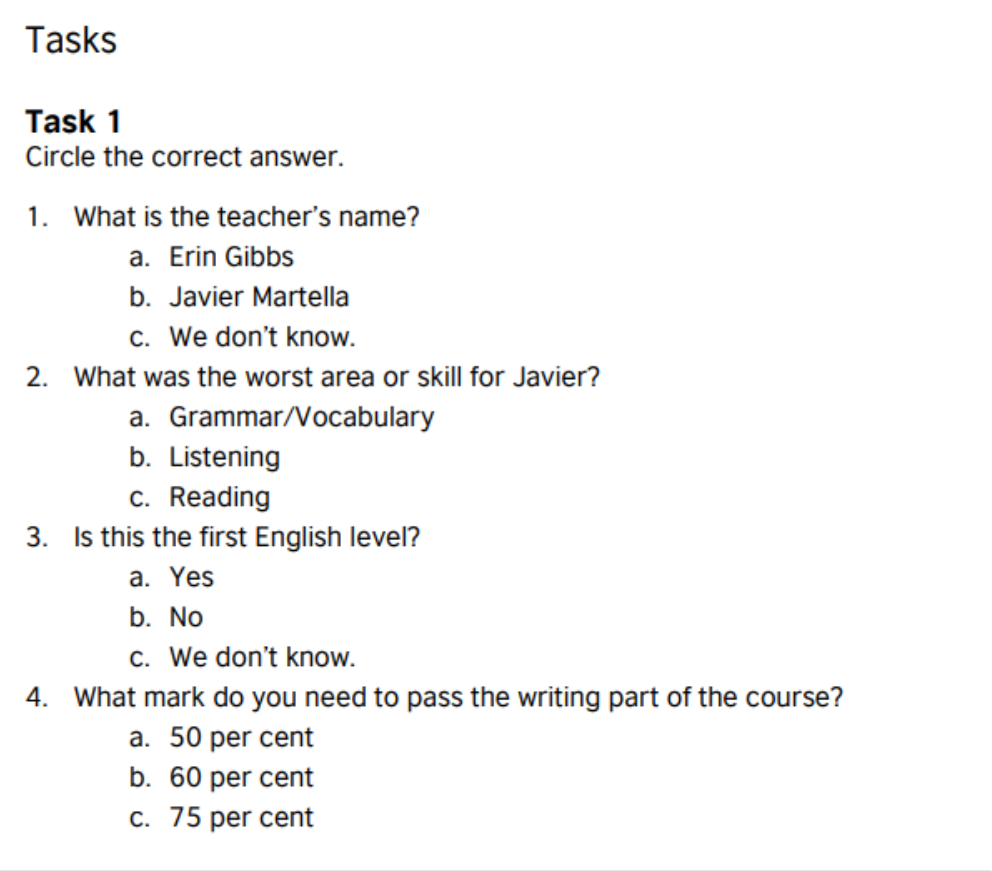 Tasks
Task 1
Circle the correct answer.
1. What is the teacher's name?
a. Erin Gibbs
b. Javier Martella
c. We don't know.
2. What was the worst area or skill for Javier?
a. Grammar/Vocabulary
b. Listening
c. Reading
3. Is this the first English level?
a. Yes
b. No
c. We don't know.
4. What mark do you need to pass the writing part of the course?
a. 50 per cent
b. 60 per cent
c. 75 per cent